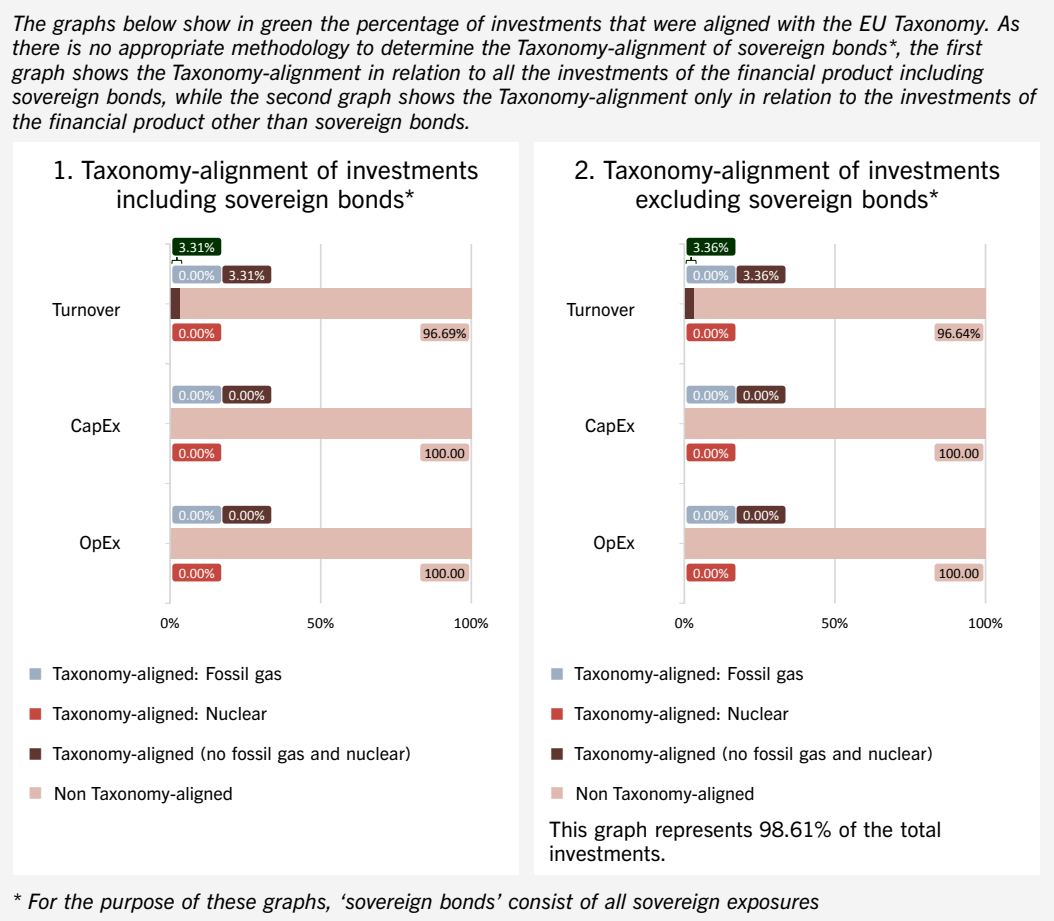 The graphs below show in green the percentage of investments that were aligned with the EU Taxonomy. As
there is no appropriate methodology to determine the Taxonomy-alignment of sovereign bonds*, the first
graph shows the Taxonomy-alignment in relation to all the investments of the financial product including
sovereign bonds, while the second graph shows the Taxonomy-alignment only in relation to the investments of
the financial product other than sovereign bonds.
1. Taxonomy-alignment of investments
including sovereign bonds*
3.31%
0.00% 3.31%
Turnover
0.00% 96.69%
0.00% 0.00%
CapEx
0.00% 100.00
0.00% 0.00%
OpEx
0.00% 100.00
0% 50% 100%
Taxonomy-aligned: Fossil gas
Taxonomy-aligned: Nuclear
Taxonomy-aligned (no fossil gas and nuclear)
Non Taxonomy-aligned
2. Taxonomy-alignment of investments
excluding sovereign bonds*
3.36%
0.00% 3.36%
Turnover
0.00% 96.64%
0.00% 0.00%
CapEx
0.00% 100.00
0.00% 0.00%
OpEx
0.00% 100.00
0% 50% 100%
Taxonomy-aligned: Fossil gas
Taxonomy-aligned: Nuclear
Taxonomy-aligned (no fossil gas and nuclear)
Non Taxonomy-aligned
This graph represents 98.61% of the total
investments.
* For the purpose of these graphs, ‘sovereign bonds’ consist of all sovereign exposures